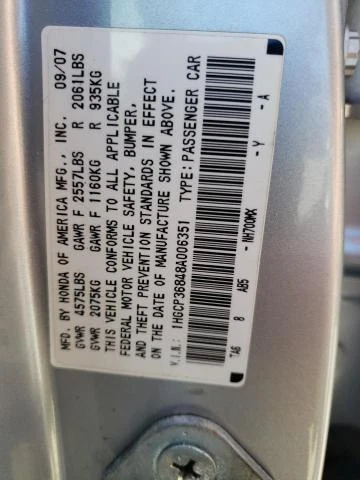 MFD. BY HONDA OF AMERICA MFG., INC. 09/07
GVWR 4575LBS GAWR F 2557LBS R 2061LBS
GVWR 2075KG GAWR F 1160KG R 935KG
THIS VEHICLE CONFORMS TO ALL APPLICABLE
FEDERAL MOTOR VEHICLE SAFETY, BUMPER,
AND THEFT PREVENTION STANDARDS IN EFFECT
ON THE DATE OF MANUFACTURE SHOWN ABOVE.
V.I.N.: 1HGCP36848A006351 TYPE: PASSENGER CAR
TA6 8 AB5 - NH700MX - Y - A